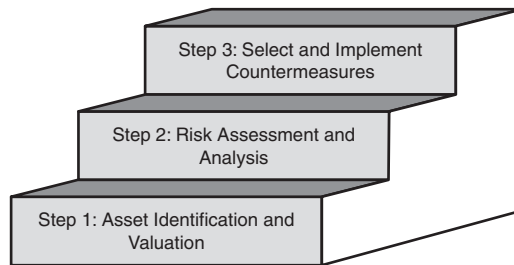 Step 3: Select and Implement
Countermeasures
Step 2: Risk Assessment and
Analysis
Step 1: Asset Identification and
Valuation